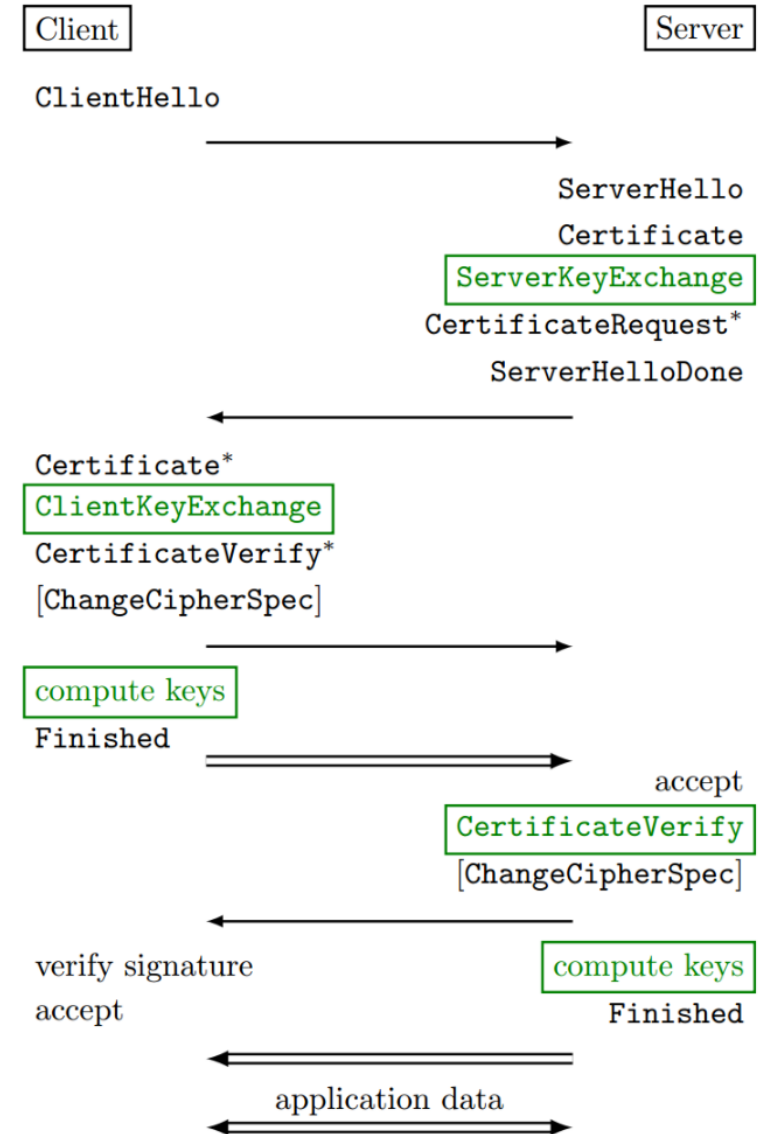 Client
Server
ClientHello
ServerHello
Certificate
ServerKeyExchange
CertificateRequest*
ServerHelloDone
Certificate*
ClientKeyExchange
CertificateVerify*
[ChangeCipherSpec]
compute keys
Finished
accept
CertificateVerify
[ChangeCipherSpec]
verify signature
compute keys
accept
Finished
application data